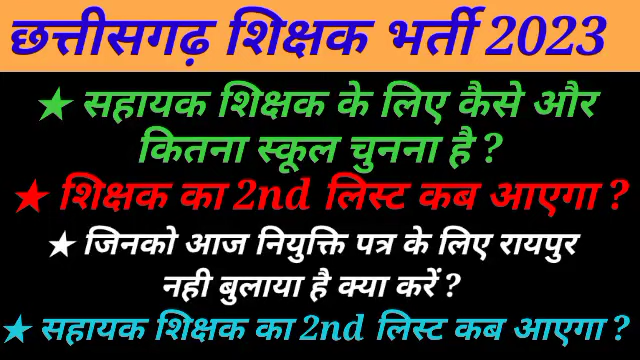 छत्तीसगढ़ शिक्षक भर्ती 2023
★ सहायक शिक्षक के लिए कैसे और
कितना स्कूल चुनना है ?
★ शिक्षक का 2nd लिस्ट कब आएगा ?
★ जिनको आज नियुक्ति पत्र के लिए रायपुर
नही बुलाया है क्या करें ?
★ सहायक शिक्षक का 2nd लिस्ट कब आएगा ?